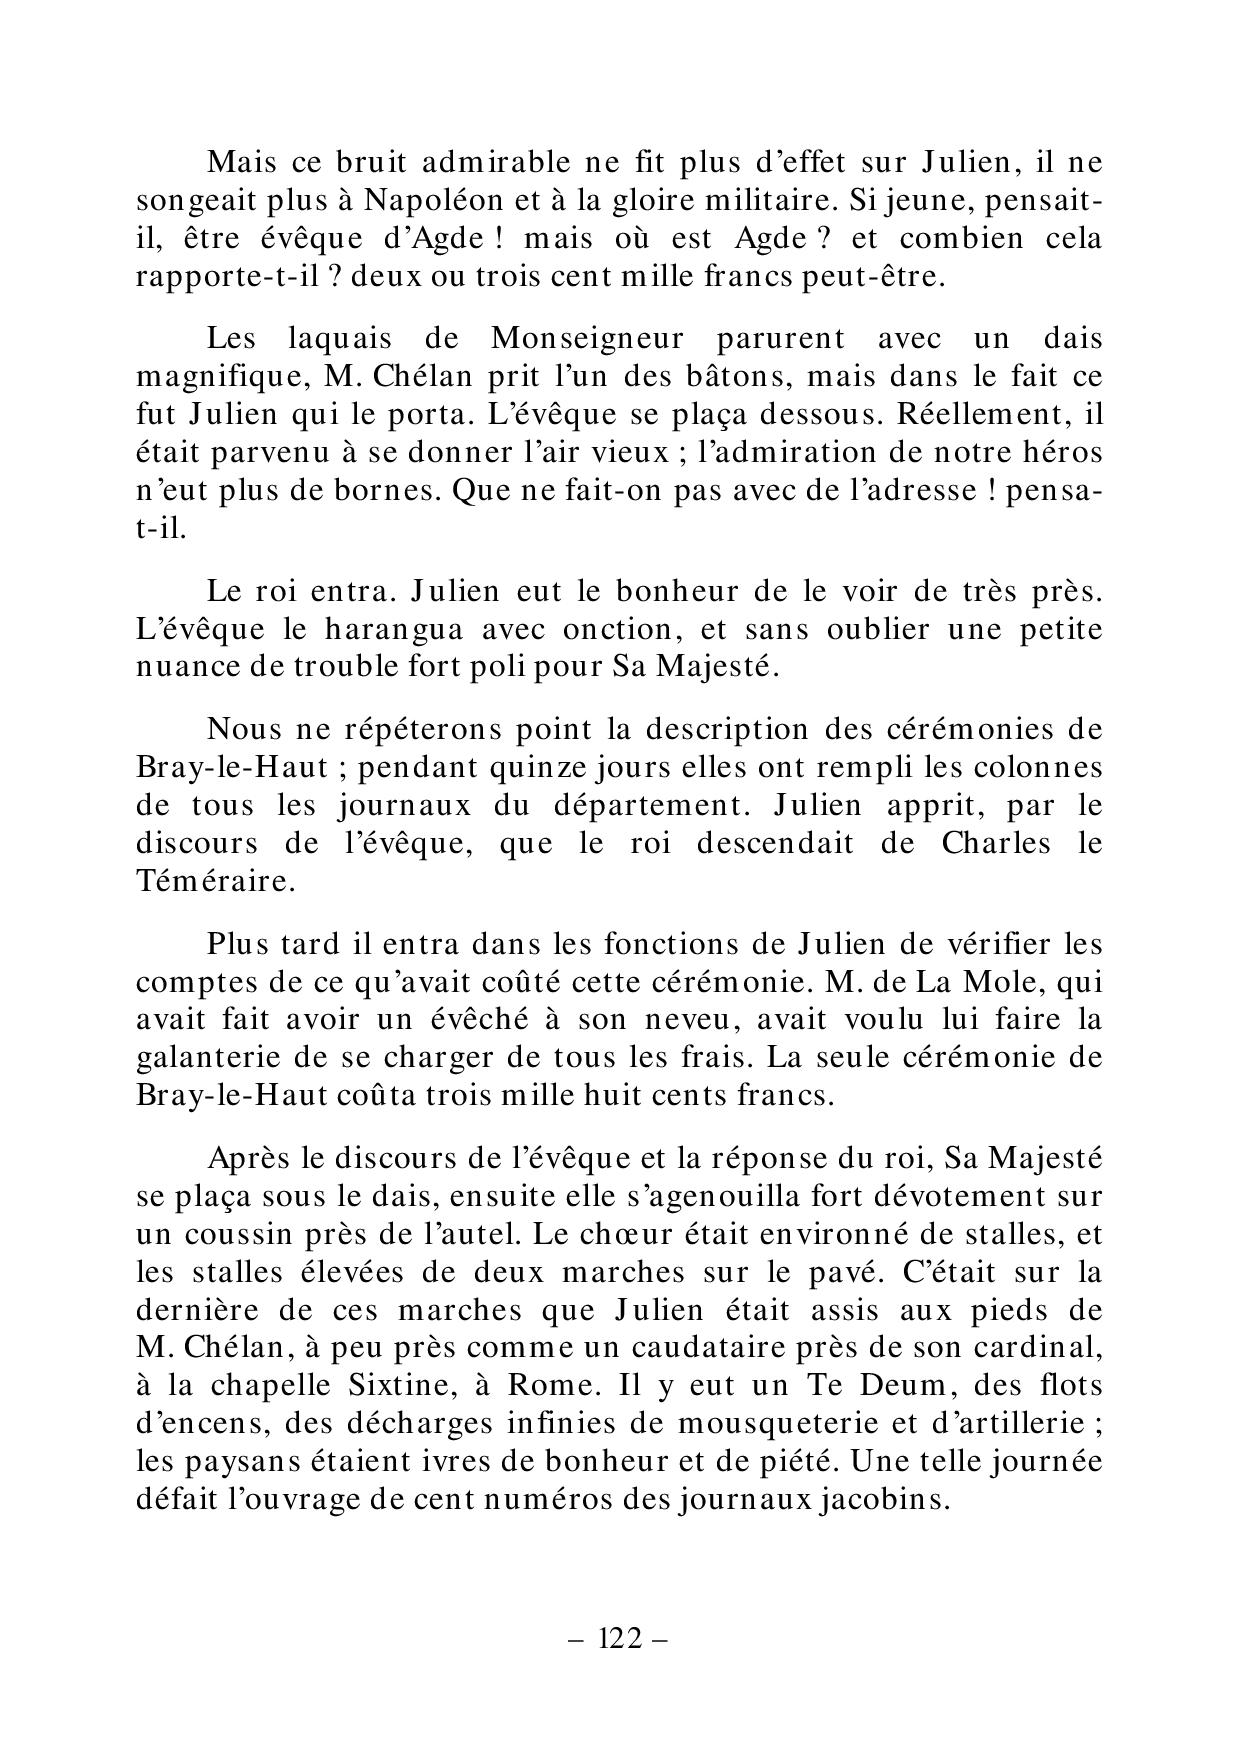 Mais ce bruit admirable ne fit plus d’effet sur Julien, il ne
songeait plus à Napoléon et à la gloire militaire. Si jeune, pensait-
il, être évêque d’Agde ! mais où est Agde ? et combien cela
rapporte-t-il ? deux ou trois cent mille francs peut-être.
Les laquais de Monseigneur parurent avec un dais
magnifique, M. Chélan prit l’un des bâtons, mais dans le fait ce
fut Julien qui le porta. L’évêque se plaça dessous. Réellement, il
était parvenu à se donner l’air vieux ; l’admiration de notre héros
n’eut plus de bornes. Que ne fait-on pas avec de l’adresse ! pensa-
t-il.
Le roi entra. Julien eut le bonheur de le voir de très près.
L’évêque le harangua avec onction, et sans oublier une petite
nuance de trouble fort poli pour Sa Majesté.
Nous ne répéterons point la description des cérémonies de
Bray-le-Haut ; pendant quinze jours elles ont rempli les colonnes
de tous les journaux du département. Julien apprit, par le
discours de l’évêque, que le roi descendait de Charles le
Téméraire.
Plus tard il entra dans les fonctions de Julien de vérifier les
comptes de ce qu’avait coûté cette cérémonie. M. de La Mole, qui
avait fait avoir un évêché à son neveu, avait voulu lui faire la
galanterie de se charger de tous les frais. La seule cérémonie de
Bray-le-Haut coûta trois mille huit cents francs.
Après le discours de l’évêque et la réponse du roi, Sa Majesté
se plaça sous le dais, ensuite elle s’agenouilla fort dévotement sur
un coussin près de l’autel. Le chœur était environné de stalles, et
les stalles élevées de deux marches sur le pavé. C’était sur la
dernière de ces marches que Julien était assis aux pieds de
M. Chélan, à peu près comme un caudataire près de son cardinal,
à la chapelle Sixtine, à Rome. Il y eut un Te Deum, des flots
d’encens, des décharges infinies de mousqueterie et d’artillerie ;
les paysans étaient ivres de bonheur et de piété. Une telle journée
défait l’ouvrage de cent numéros des journaux jacobins.
– 122 –